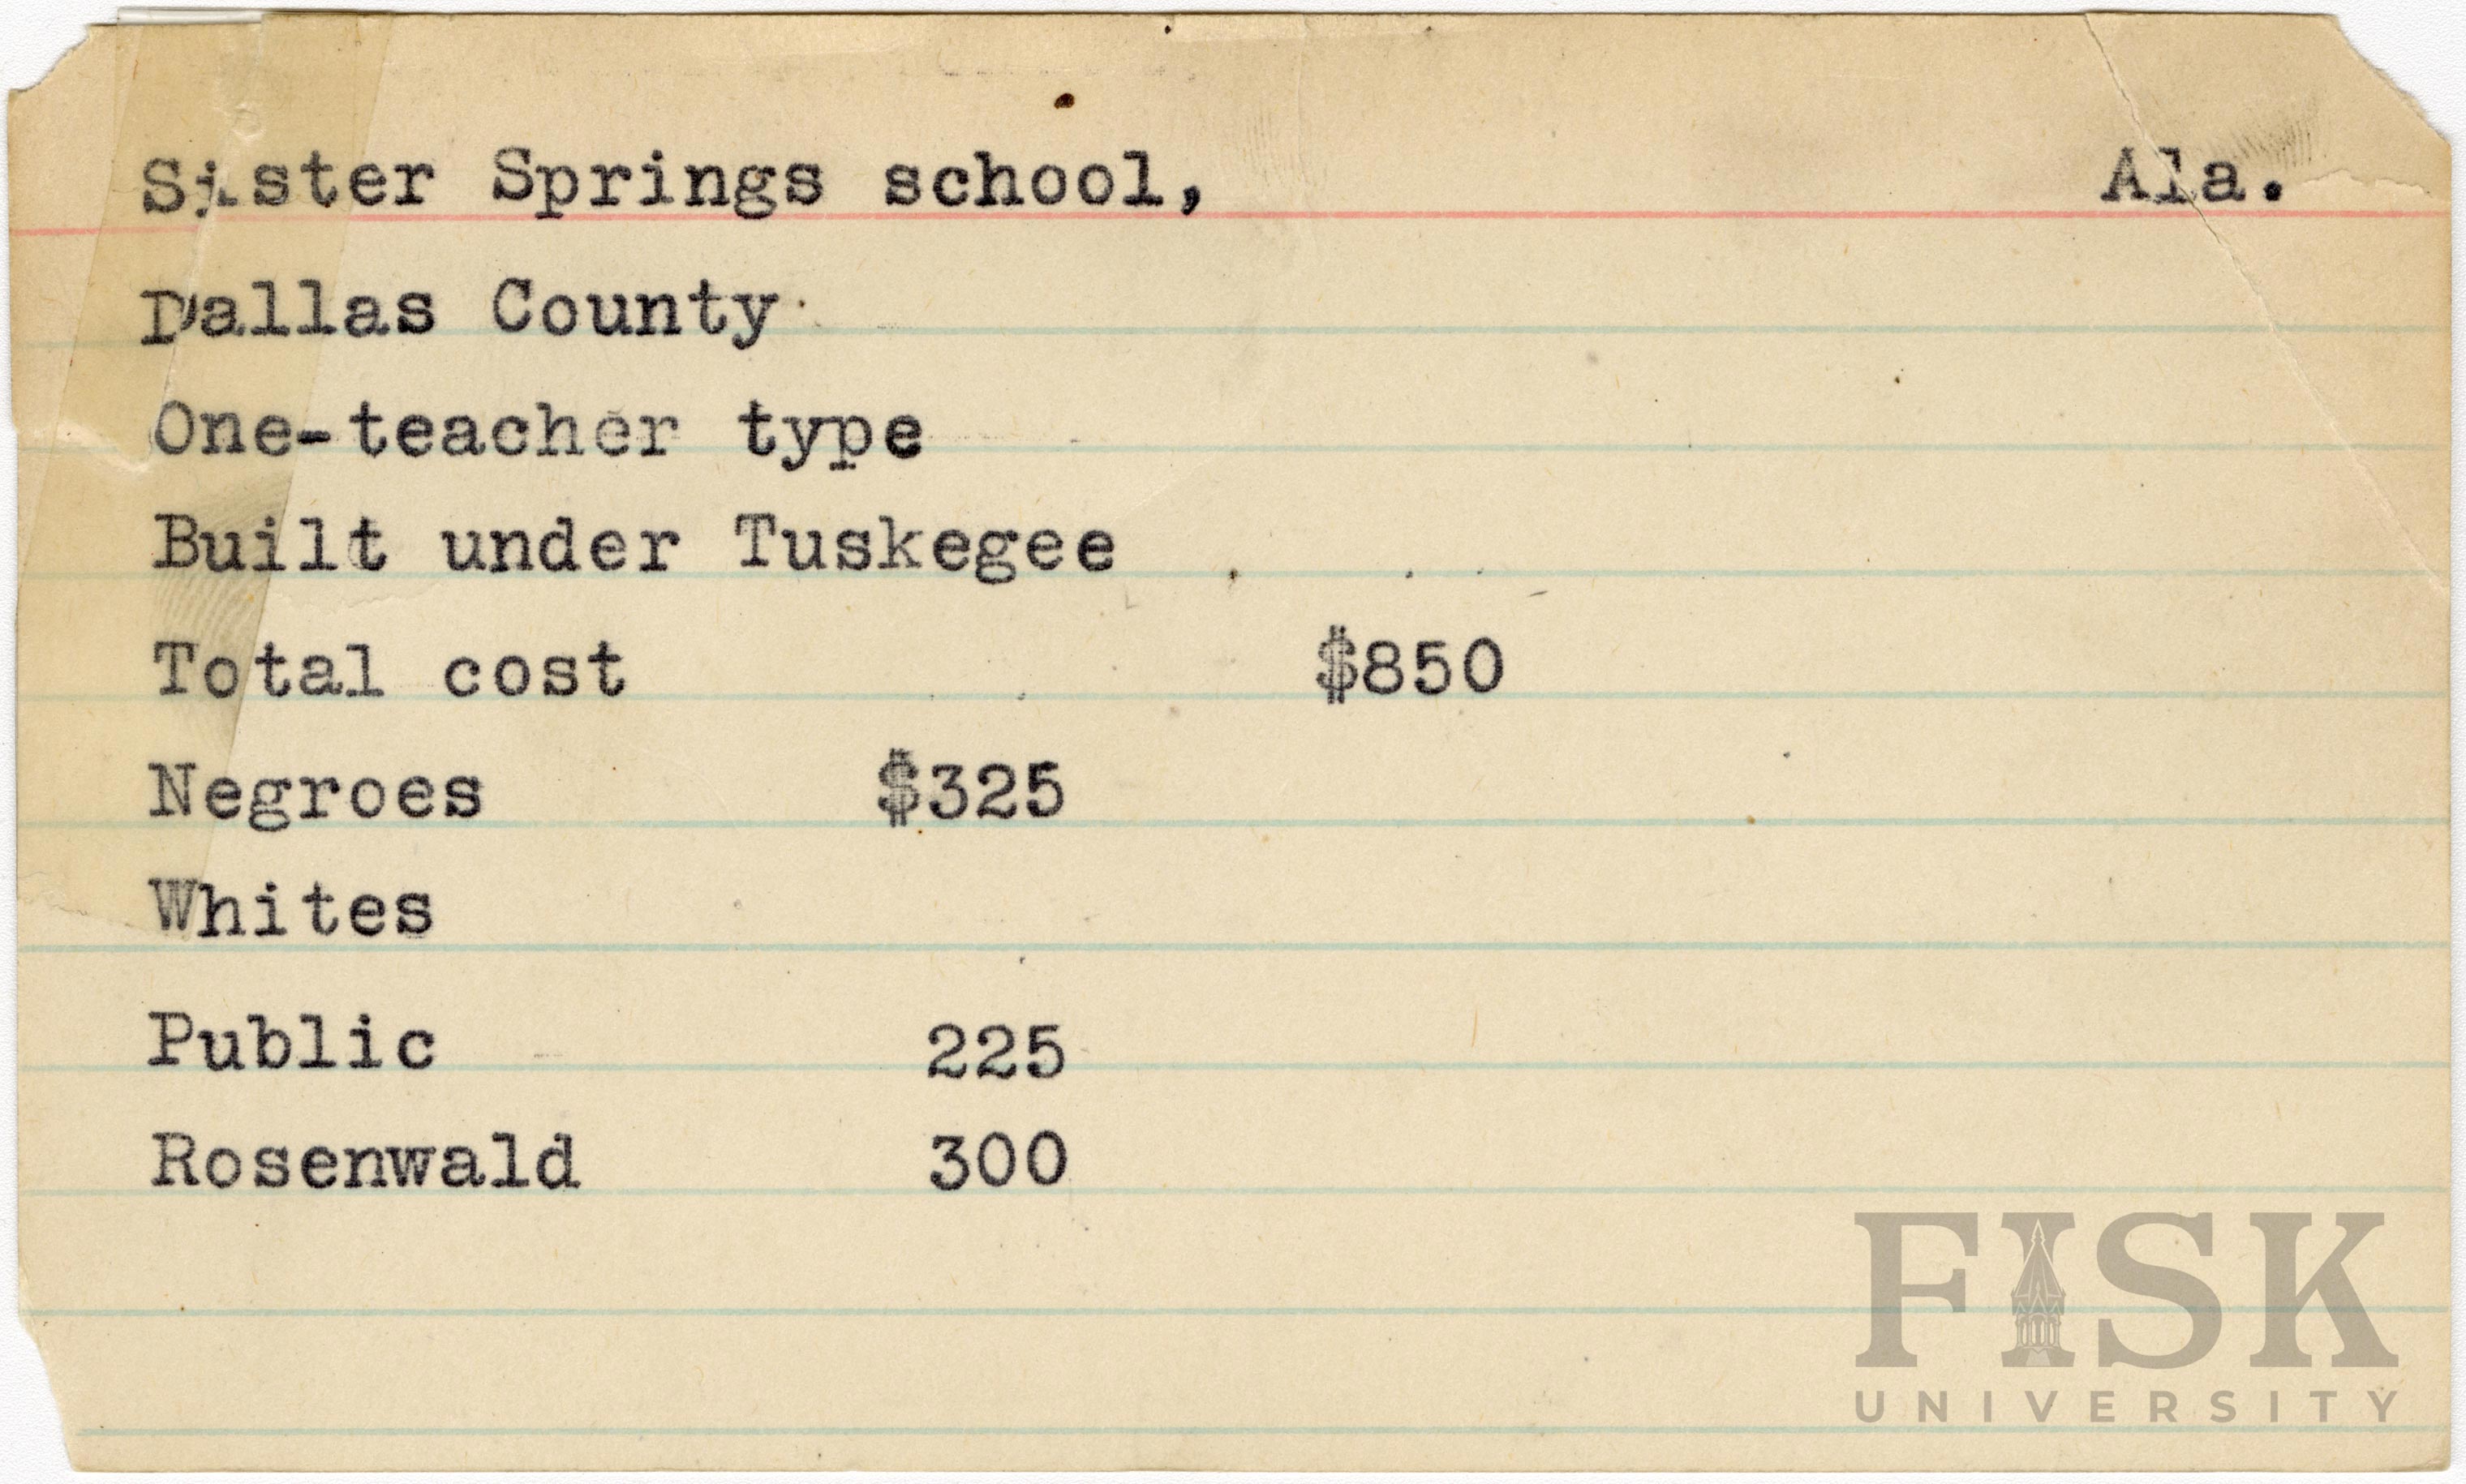 Sister Springs school, Ala.
Dallas County
One-teacher type
Built under Tuskegee
Total cost $850
Negroes $325
Whites
Public 225
Rosenwald 300
FISK
UNIVERSITY